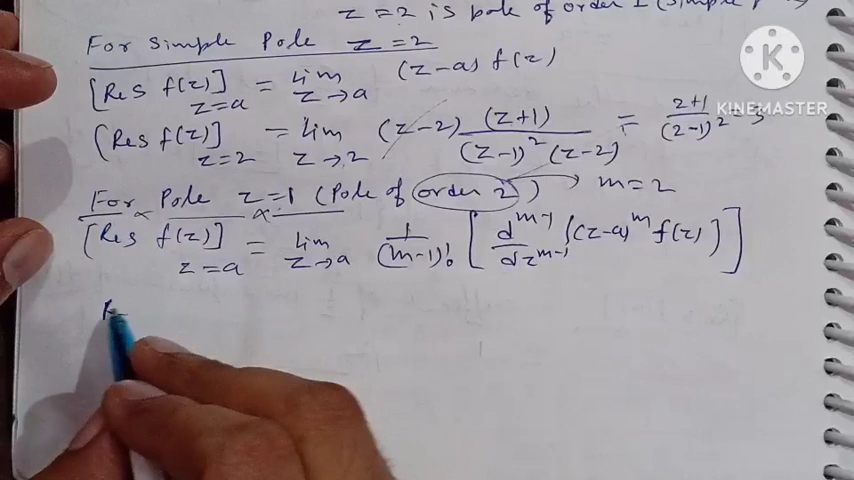 z=2 is pole of order 1 (simple
For simple Pole z=2
[Res f(z)] z=a = lim z→a (z-a) f(z)
(Res f(z)] z=2 = lim z→2 (z-2) (z+1)/(z-1)² (z-2) = 2+1/(2-1)² = 3
For Pole z=1 (Pole of order 2) → m=2
[Res f(z)] z=a = lim z→a 1/(m-1)! [d^m-1/dz^m-1 {(z-a)^m f(z)}]
K
KINEMASTER